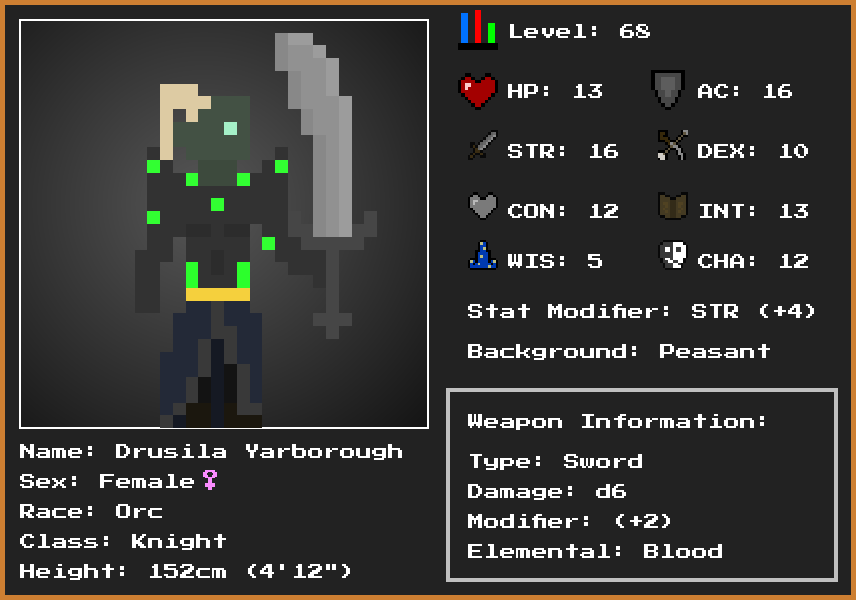 Level: 68
HP: 13
AC: 16
STR: 16
DEX: 10
CON: 12
INT: 13
WIS: 5
CHA: 12
Stat Modifier: STR (+4)
Background: Peasant
Weapon Information:
Type: Sword
Damage: d6
Modifier: (+2)
Elemental: Blood
Name: Drusila Yarborough
Sex: Female♀
Race: Orc
Class: Knight
Height: 152cm (4'12")